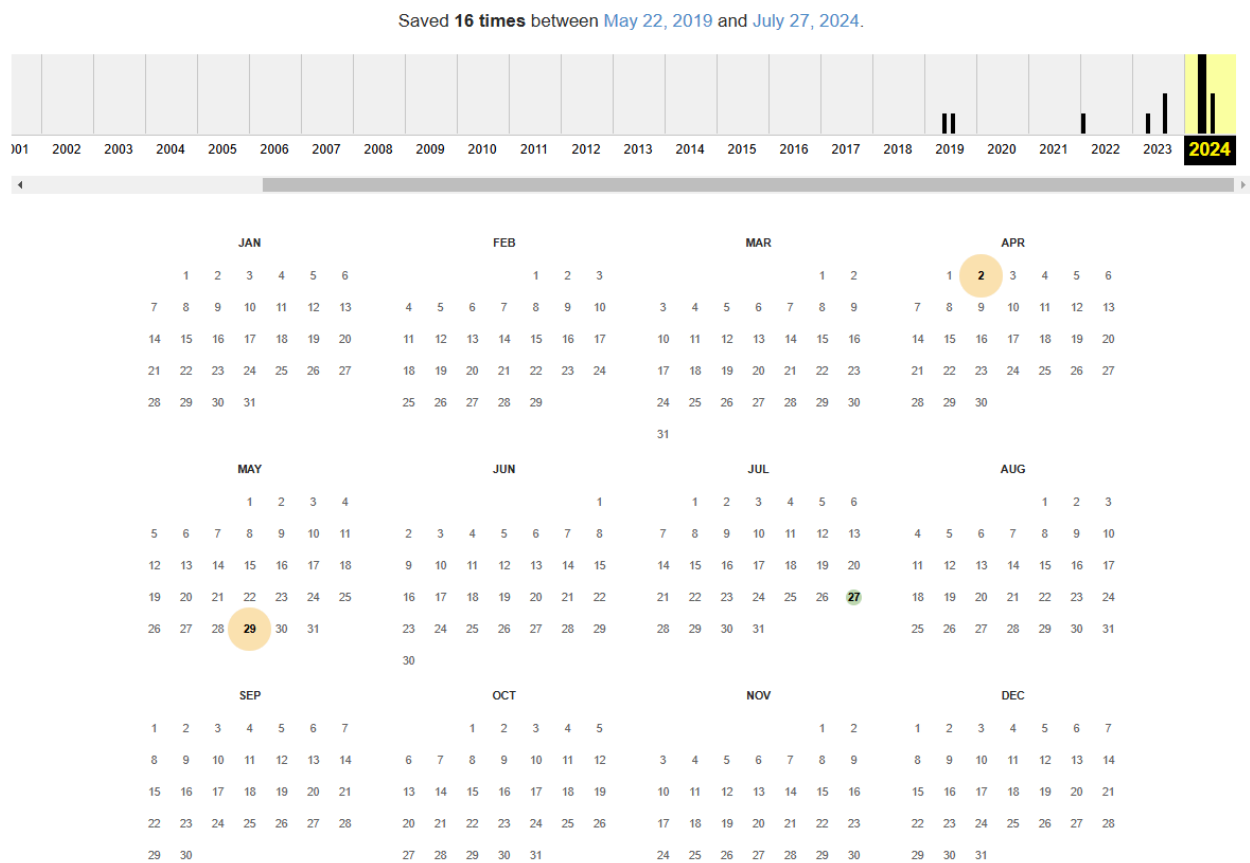 Saved 16 times between May 22, 2019 and July 27, 2024.
001 2002 2003 2004 2005 2006 2007 2008 2009 2010 2011 2012 2013 2014 2015 2016 2017 2018 2019 2020 2021 2022 2023 2024
JAN FEB MAR APR
1 2 3 4 5 6 1 2 3 1 2 1 2 3 4 5 6
7 8 9 10 11 12 13 4 5 6 7 8 9 10 3 4 5 6 7 8 9 7 8 9 10 11 12 13
14 15 16 17 18 19 20 11 12 13 14 15 16 17 10 11 12 13 14 15 16 14 15 16 17 18 19 20
21 22 23 24 25 26 27 18 19 20 21 22 23 24 17 18 19 20 21 22 23 21 22 23 24 25 26 27
28 29 30 31 25 26 27 28 29 24 25 26 27 28 29 30 28 29 30
31
MAY JUN JUL AUG
1 2 3 4 1 1 2 3 4 5 6 1 2 3
5 6 7 8 9 10 11 2 3 4 5 6 7 8 7 8 9 10 11 12 13 4 5 6 7 8 9 10
12 13 14 15 16 17 18 9 10 11 12 13 14 15 14 15 16 17 18 19 20 11 12 13 14 15 16 17
19 20 21 22 23 24 25 16 17 18 19 20 21 22 21 22 23 24 25 26 27 18 19 20 21 22 23 24
26 27 28 29 30 31 23 24 25 26 27 28 29 28 29 30 31 25 26 27 28 29 30 31
30
SEP OCT NOV DEC
1 2 3 4 5 6 7 1 2 3 4 5 1 2 1 2 3 4 5 6 7
8 9 10 11 12 13 14 6 7 8 9 10 11 12 3 4 5 6 7 8 9 8 9 10 11 12 13 14
15 16 17 18 19 20 21 13 14 15 16 17 18 19 10 11 12 13 14 15 16 15 16 17 18 19 20 21
22 23 24 25 26 27 28 20 21 22 23 24 25 26 17 18 19 20 21 22 23 22 23 24 25 26 27 28
29 30 27 28 29 30 31 24 25 26 27 28 29 30 29 30 31